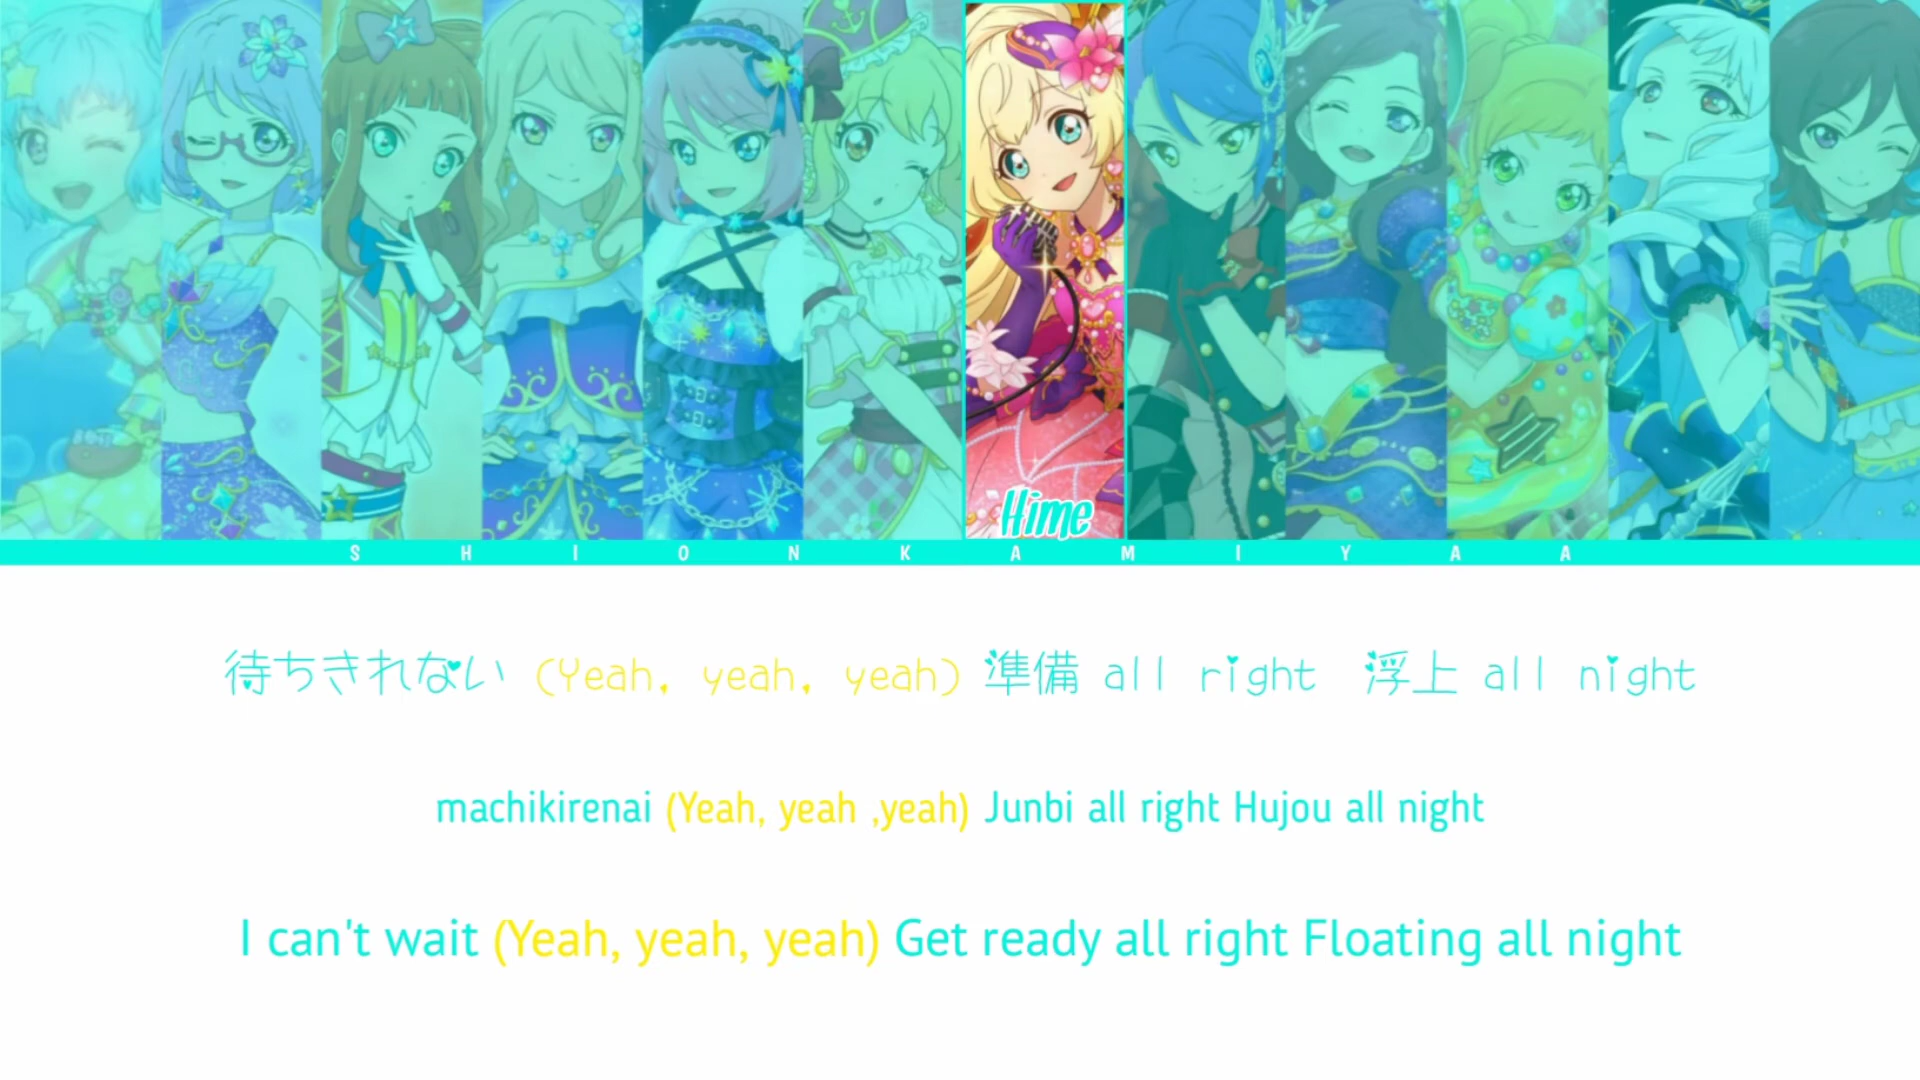 Hime
SHIONKAMIYAA
待ちきれない (Yeah, yeah, yeah) 準備 all right 浮上 all night
machikirenai (Yeah, yeah ,yeah) Junbi all right Hujou all night
I can't wait (Yeah, yeah, yeah) Get ready all right Floating all night